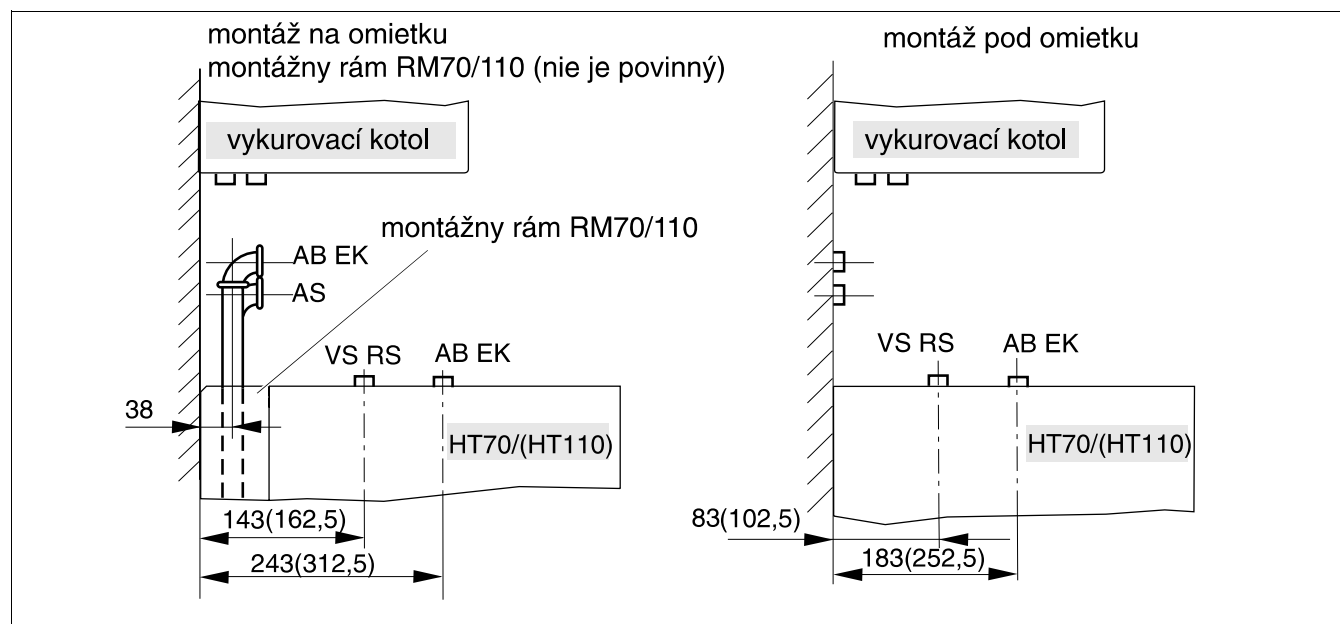 montáž na omietku
montážny rám RM70/110 (nie je povinný)
vykurovací kotol
montážny rám RM70/110
AB EK
AS
VS RS
AB EK
38
HT70/(HT110)
143(162,5)
243(312,5)
montáž pod omietku
vykurovací kotol
VS RS
AB EK
HT70/(HT110)
83(102,5)
183(252,5)